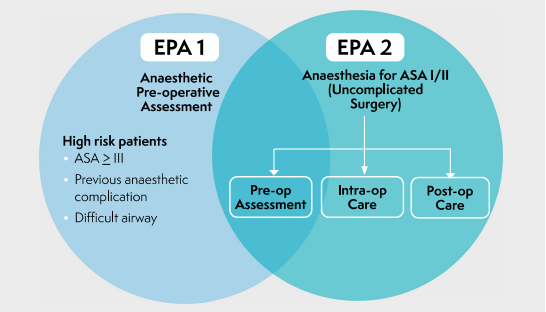 EPA 1
Anaesthetic
Pre-operative
Assessment
High risk patients
• ASA ≥ III
• Previous anaesthetic
complication
• Difficult airway
EPA 2
Anaesthesia for ASA I/II
(Uncomplicated
Surgery)
Pre-op
Assessment
Intra-op
Care
Post-op
Care